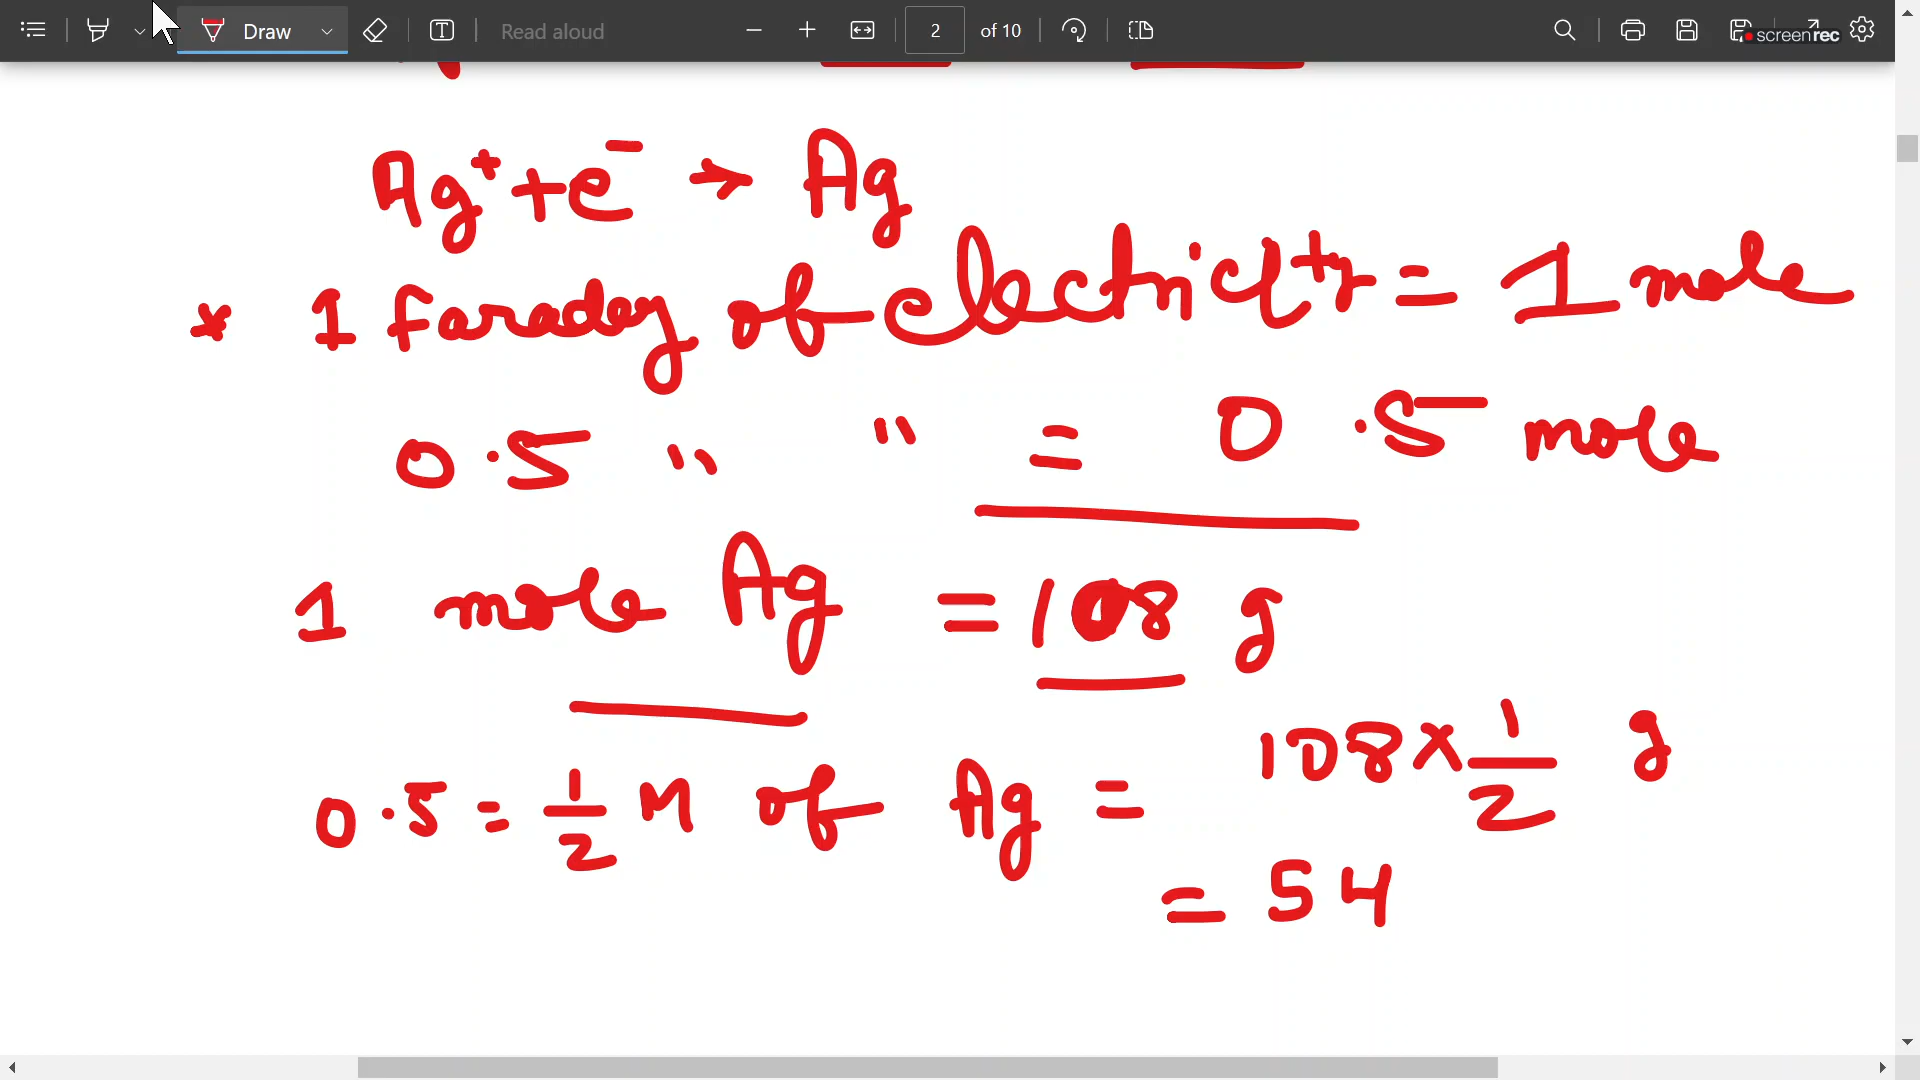 Draw
Read aloud
2 of 10
screenrec
Ag⁺ + e⁻ → Ag
* 1 faraday of electricity = 1 mole
0.5 " " = 0.5 mole
1 mole Ag = 108 g
0.5 = 1/2 M of Ag = 108 × 1/2 g
= 54